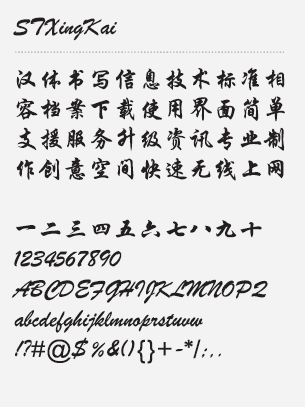 STXingKai
汉体书写信息技术标准相
容档案下载使用界面简单
支援服务升级资讯专业制
作创意空间快速无线上网
一二三四五六七八九十
1234567890
ABCDEFGHIJKLMNOPQ
abcdefghijklmnoprstuvw
!?#@$%&(){}+-*/:,.